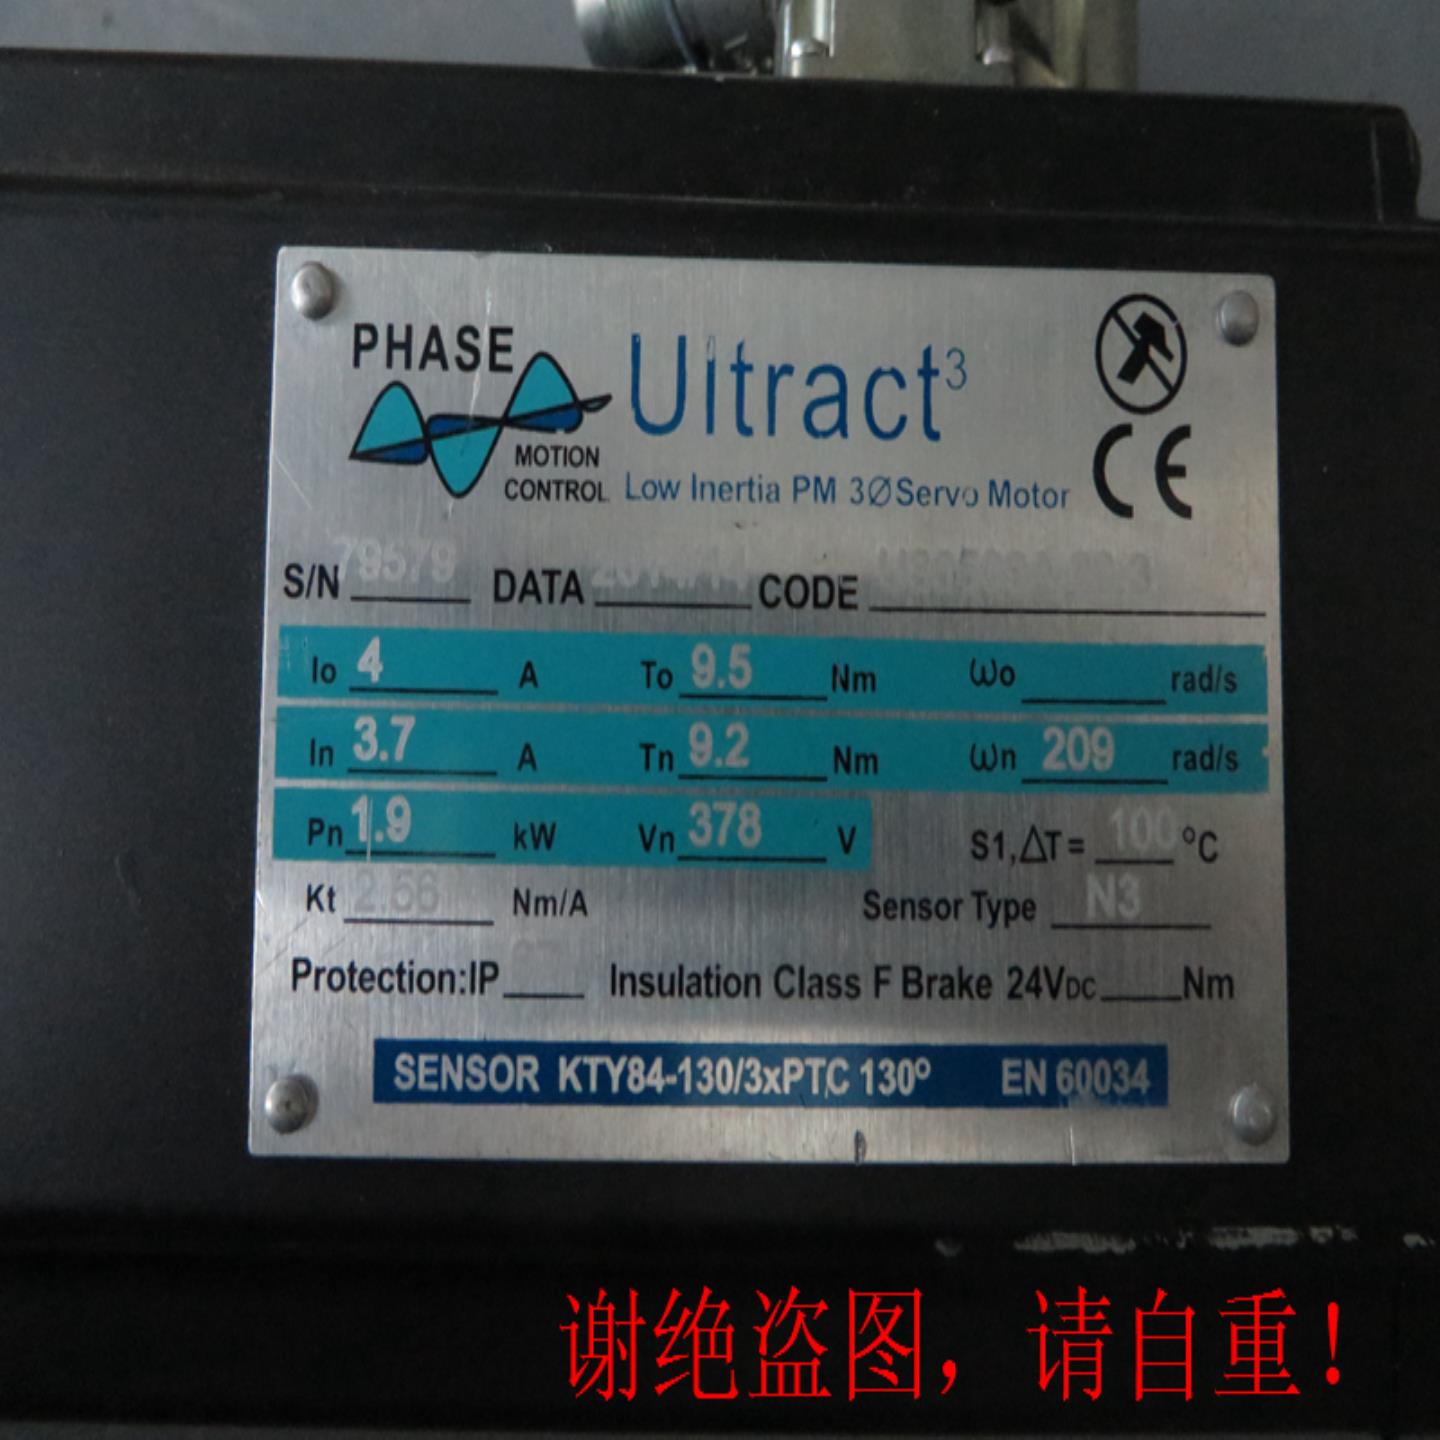 PHASE
MOTION
CONTROL
Ultract3
Low Inertia PM 3Ø Servo Motor
CE
S/N 79579 DATA CODE
Io 4 A To 9.5 Nm ωo rad/s
In 3.7 A Tn 9.2 Nm ωn 209 rad/s
Pn 1.9 kW Vn 378 V S1,ΔT= 100 °C
Kt 2.56 Nm/A Sensor Type N3
Protection:IP Insulation Class F Brake 24VDC Nm
SENSOR KTY84-130/3xPTC 130° EN 60034
谢绝盗图，请自重！